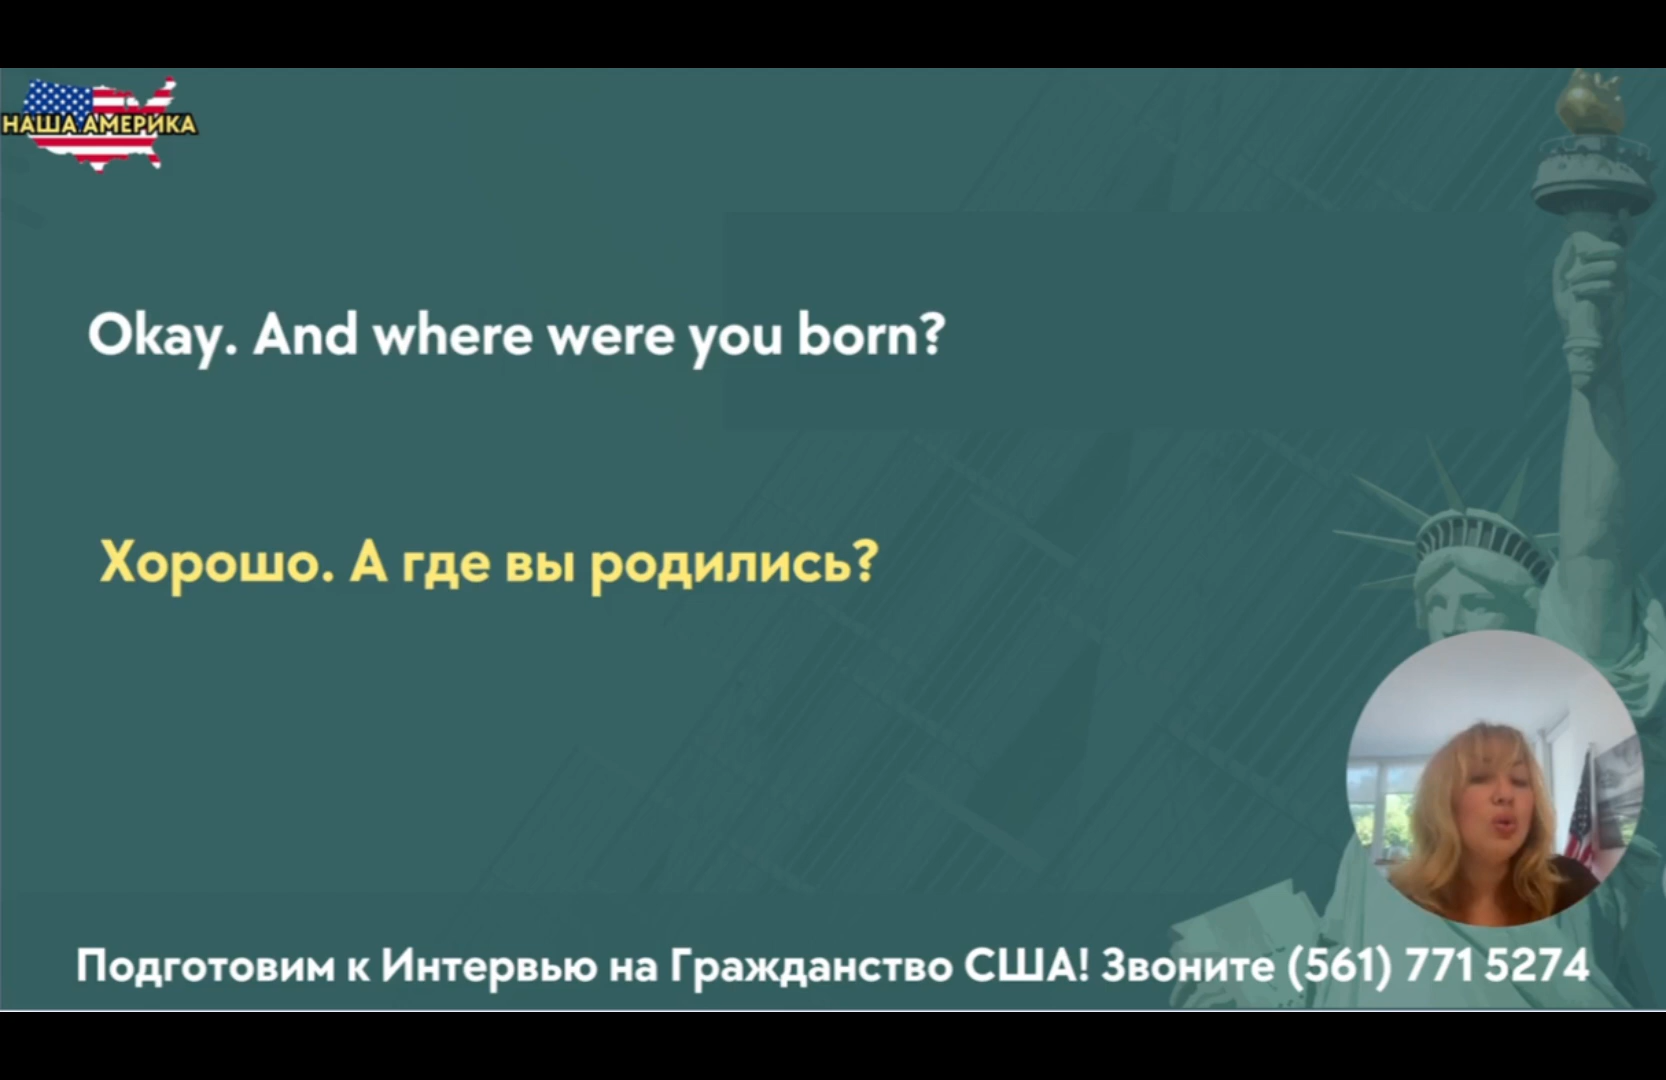 НАША АМЕРИКА
Okay. And where were you born?
Хорошо. А где вы родились?
Подготовим к Интервью на Гражданство США! Звоните (561) 771 5274